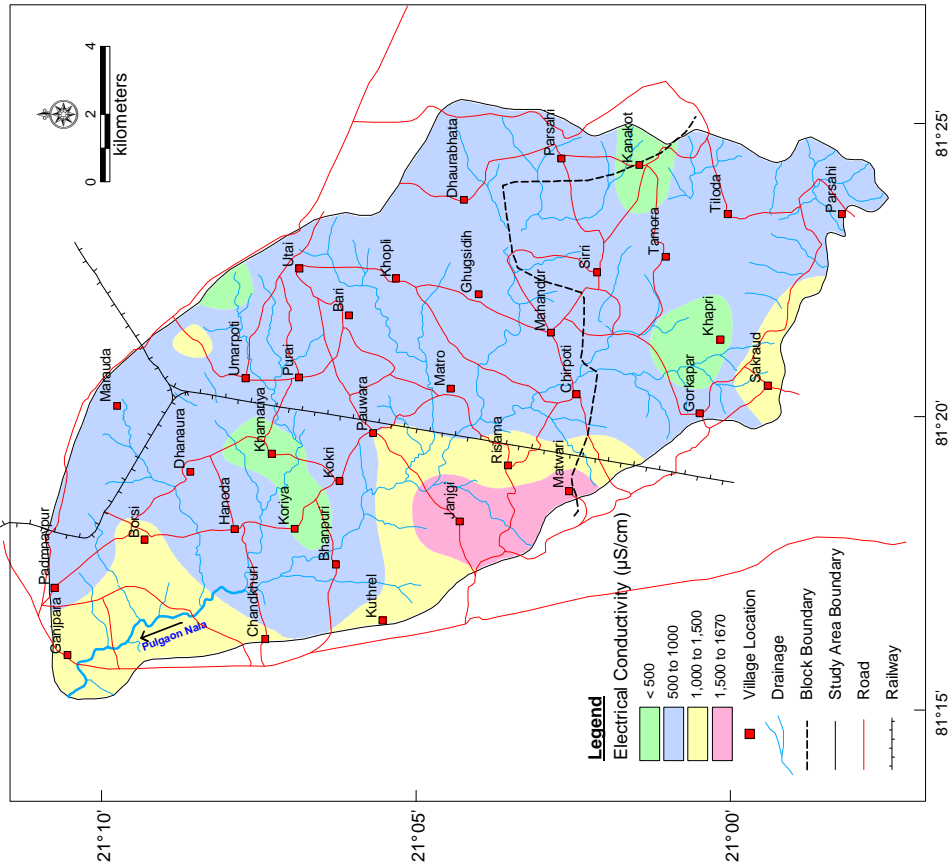 0
2
4
kilometers
Padmnaypur
Ganjpara
Marauda
Borsi
Dhanaura
Umarpoti
Utai
Hanoda
Khamariya
Purai
Koriya
Bari
Chandkhuri
Pulgaon Nala
Bhanpuri
Kokri
Khopli
Dhaurabhata
Pauwara
Kuthrel
Matro
Ghugsidh
Janjgi
Risama
Mahandur
Parsahi
Matwari
Chirpoti
Sirri
Kanakot
Tamora
Gorkapar
Khapri
Tiloda
Sakraud
Parsahi
21°10'
21°05'
21°00'
81°15'
81°20'
81°25'
Legend
Electrical Conductivity (µS/cm)
< 500
500 to 1000
1,000 to 1,500
1,500 to 1670
Village Location
Drainage
Block Boundary
Study Area Boundary
Road
Railway